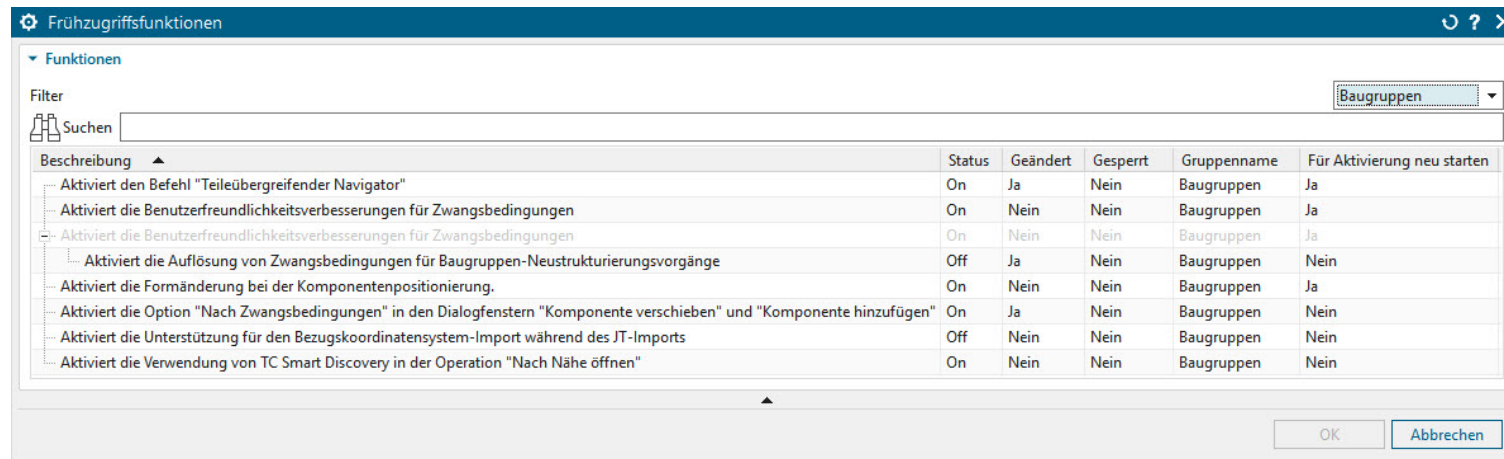 Frühzugriffsfunktionen ?
Funktionen
Filter Baugruppen
Suchen
Beschreibung Status Geändert Gesperrt Gruppenname Für Aktivierung neu starten
Aktiviert den Befehl "Teileübergreifender Navigator" On Ja Nein Baugruppen Ja
Aktiviert die Benutzerfreundlichkeitsverbesserungen für Zwangsbedingungen On Nein Nein Baugruppen Ja
Aktiviert die Benutzerfreundlichkeitsverbesserungen für Zwangsbedingungen On Nein Nein Baugruppen Ja
Aktiviert die Auflösung von Zwangsbedingungen für Baugruppen-Neustrukturierungsvorgänge Off Ja Nein Baugruppen Nein
Aktiviert die Formänderung bei der Komponentenpositionierung. On Nein Nein Baugruppen Ja
Aktiviert die Option "Nach Zwangsbedingungen" in den Dialogfenstern "Komponente verschieben" und "Komponente hinzufügen" On Ja Nein Baugruppen Nein
Aktiviert die Unterstützung für den Bezugskoordinatensystem-Import während des JT-Imports Off Nein Nein Baugruppen Nein
Aktiviert die Verwendung von TC Smart Discovery in der Operation "Nach Nähe öffnen" On Nein Nein Baugruppen Nein
OK Abbrechen